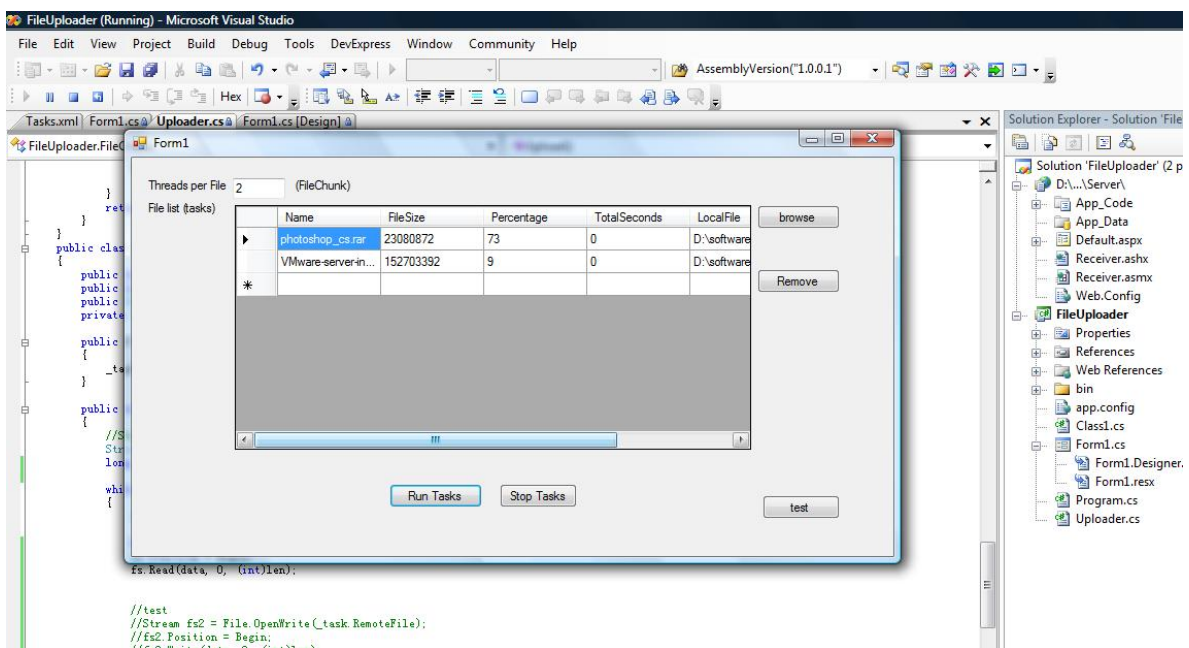 FileUploader (Running) - Microsoft Visual Studio
File Edit View Project Build Debug Tools DevExpress Window Community Help
AssemblyVersion("1.0.0.1")
Hex
Tasks.xml Form1.cs Uploader.cs Form1.cs [Design]
Solution Explorer - Solution 'File
FileUploader.FileC
Form1
Solution 'FileUploader' (2 p
D:\...\Server\
App_Code
App_Data
Default.aspx
Receiver.ashx
Receiver.asmx
Web.Config
FileUploader
Properties
References
Web References
bin
app.config
Class1.cs
Form1.cs
Form1.Designer.
Form1.resx
Program.cs
Uploader.cs
Threads per File 2 (FileChunk)
File list (tasks)
Name FileSize Percentage TotalSeconds LocalFile
photoshop_cs.rar 23080872 73 0 D:\software
VMware-server-in... 152703392 9 0 D:\software
browse
Remove
Run Tasks Stop Tasks
test
}
ret
}
}
public clas
{
public
public
public
private
public
{
_ta
}
public
{
//S
Str
lon
whi
{
fs.Read(data, 0, (int)len);
//test
//Stream fs2 = File.OpenWrite(_task.RemoteFile);
//fs2.Position = Begin;